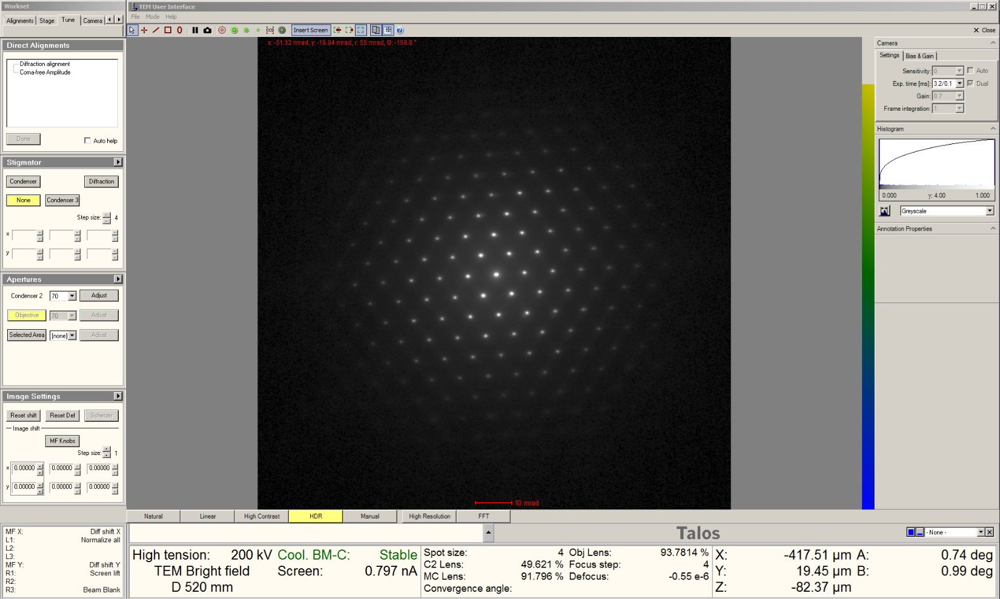 Workset
TEM User Interface
File Mode Help
Alignments Stage Tune Camera
Insert Screen
Close
Direct Alignments
Diffraction alignment
Coma-free Amplitude
Done
Auto help
Stigmator
Condenser
Diffraction
None
Condenser 3
Step size: 4
x
y
Apertures
Condenser 2 70 Adjust
Objective 70 Adjust
Selected Area [none] Adjust
Image Settings
Reset shift Reset Def Scherzer
Image shift
MF Knobs
Step size: 1
x 0.00000 0.00000 0.00000
y 0.00000 0.00000 0.00000
MF X: Diff shift X
L1: Normalize all
L2:
L3:
MF Y: Diff shift Y
R1: Screen lift
R2:
R3: Beam Blank
x: -51.32 mrad, y: -19.94 mrad, r: 55 mrad, Θ: -158.8 °
10 mrad
Camera
Settings Bias & Gain
Sensitivity: 0 Auto
Exp. time [ms]: 3.2/0.1 Dual
Gain: 0.7
Frame integration: 1
Histogram
0.000 γ: 4.00 1.000
Greyscale
Annotation Properties
Natural Linear High Contrast HDR Manual High Resolution FFT
Talos
- None -
High tension: 200 kV Cool. BM-C: Stable
TEM Bright field Screen: 0.797 nA
D 520 mm
Spot size: 4 Obj Lens: 93.7814 %
C2 Lens: 49.621 % Focus step: 4
MC Lens: 91.796 % Defocus: -0.55 e-6
Convergence angle:
X: -417.51 µm A: 0.74 deg
Y: 19.45 µm B: 0.99 deg
Z: -82.37 µm